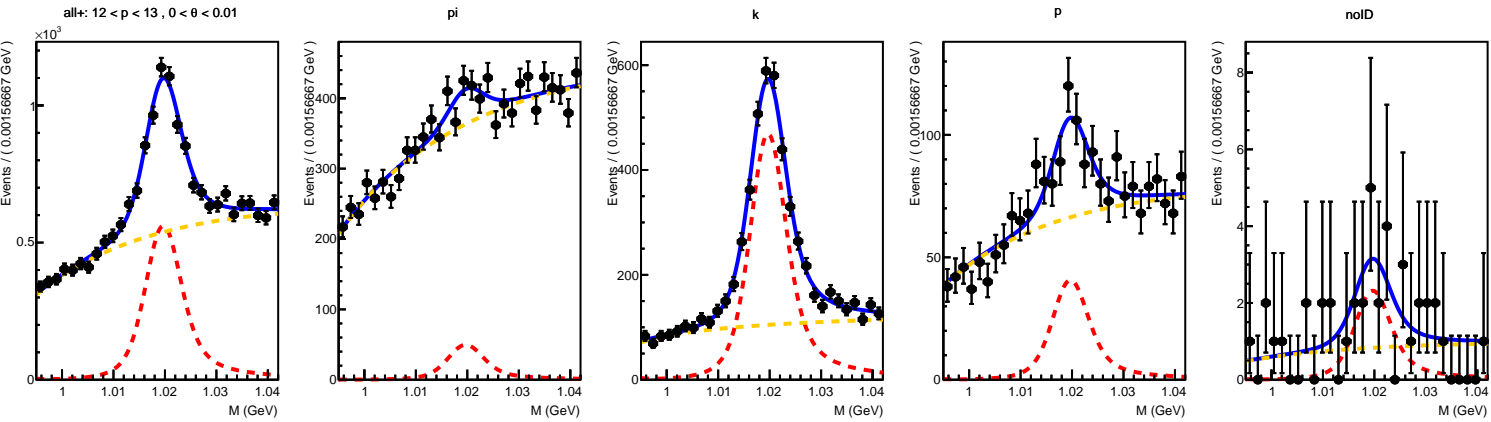 all+: 12 < p < 13 , 0 < θ < 0.01
×10³
Events / ( 0.00156667 GeV )
1
0.5
0
1 1.01 1.02 1.03 1.04
M (GeV)
pi
Events / ( 0.00156667 GeV )
400
300
200
100
0
1 1.01 1.02 1.03 1.04
M (GeV)
k
Events / ( 0.00156667 GeV )
600
400
200
0
1 1.01 1.02 1.03 1.04
M (GeV)
p
Events / ( 0.00156667 GeV )
100
50
0
1 1.01 1.02 1.03 1.04
M (GeV)
noID
Events / ( 0.00156667 GeV )
8
6
4
2
0
1 1.01 1.02 1.03 1.04
M (GeV)